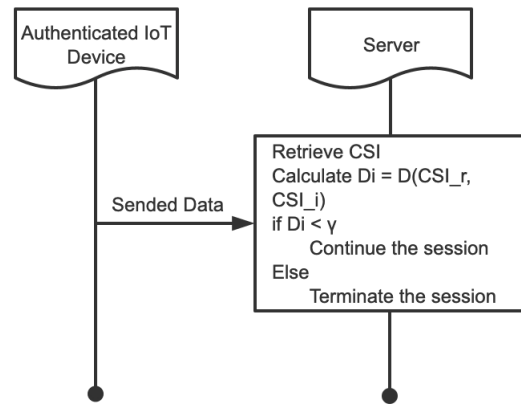 Authenticated IoT
Device
Server
Retrieve CSI
Calculate Di = D(CSI_r,
CSI_i)
if Di < γ
Continue the session
Else
Terminate the session
Sended Data